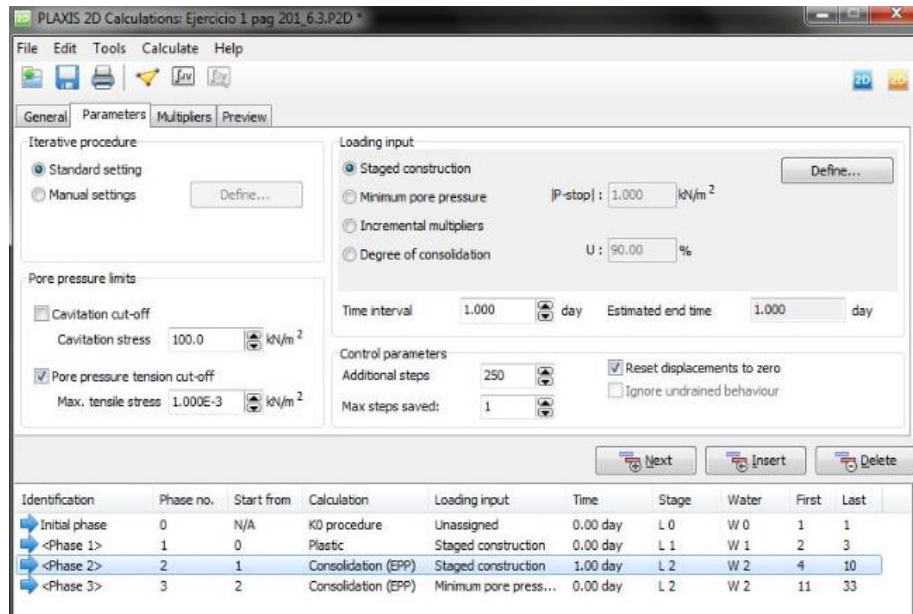 PLAXIS 2D Calculations: Ejercicio 1 pag 201_6.3.P2D *
File Edit Tools Calculate Help
General Parameters Multipliers Preview
Iterative procedure
Standard setting
Manual settings Define...
Pore pressure limits
Cavitation cut-off
Cavitation stress 100.0 kN/m 2
Pore pressure tension cut-off
Max. tensile stress 1.000E-3 kN/m 2
Loading input
Staged construction Define...
Minimum pore pressure |P-stop| : 1.000 kN/m 2
Incremental multipliers
Degree of consolidation U : 90.00 %
Time interval 1.000 day Estimated end time 1.000 day
Control parameters
Additional steps 250 Reset displacements to zero
Ignore undrained behaviour
Max steps saved: 1
Next Insert Delete
Identification Phase no. Start from Calculation Loading input Time Stage Water First Last
Initial phase 0 N/A K0 procedure Unassigned 0.00 day L 0 W 0 1 1
<Phase 1> 1 0 Plastic Staged construction 0.00 day L 1 W 1 2 3
<Phase 2> 2 1 Consolidation (EPP) Staged construction 1.00 day L 2 W 2 4 10
<Phase 3> 3 2 Consolidation (EPP) Minimum pore press... 0.00 day L 2 W 2 11 33